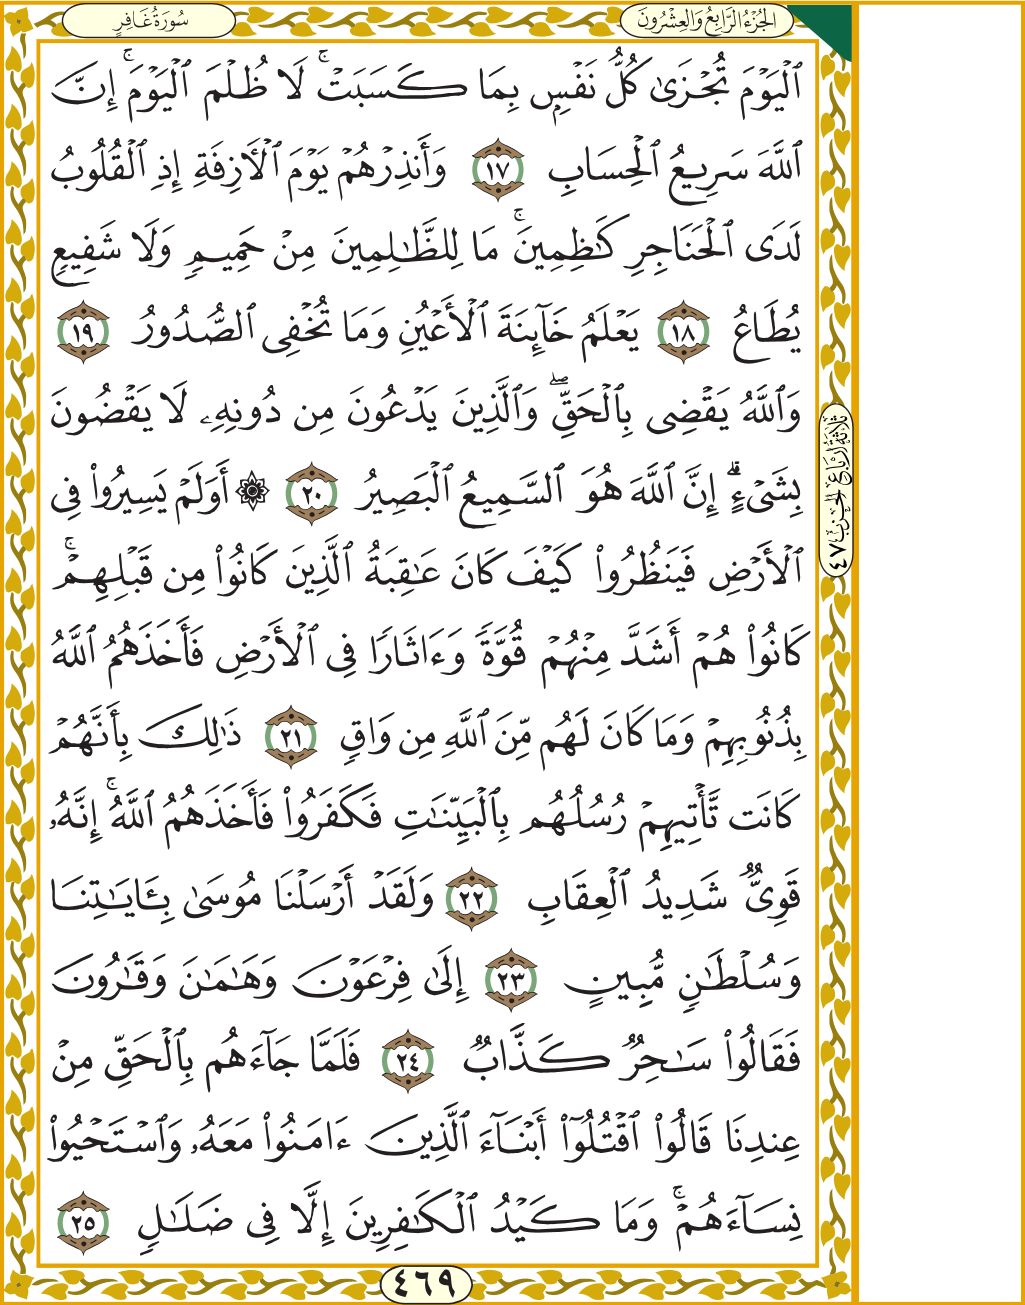 سُورَةُ غَافِرٍ
الجُزْءُ الرَّابِعُ وَالعِشْرُونَ
ٱلْيَوْمَ تُجْزَىٰ كُلُّ نَفْسٍۭ بِمَا كَسَبَتْۚ لَا ظُلْمَ ٱلْيَوْمَۚ إِنَّ
ٱللَّهَ سَرِيعُ ٱلْحِسَابِ ١٧ وَأَنذِرْهُمْ يَوْمَ ٱلْأَزِفَةِ إِذِ ٱلْقُلُوبُ
لَدَى ٱلْحَنَاجِرِ كَٰظِمِينَۚ مَا لِلظَّٰلِمِينَ مِنْ حَمِيمٍ وَلَا شَفِيعٍ
يُطَاعُ ١٨ يَعْلَمُ خَآئِنَةَ ٱلْأَعْيُنِ وَمَا تُخْفِى ٱلصُّدُورُ ١٩
وَٱللَّهُ يَقْضِى بِٱلْحَقِّۖ وَٱلَّذِينَ يَدْعُونَ مِن دُونِهِۦ لَا يَقْضُونَ
بِشَىْءٍۗ إِنَّ ٱللَّهَ هُوَ ٱلسَّمِيعُ ٱلْبَصِيرُ ٢٠ ۞ أَوَلَمْ يَسِيرُوا۟ فِى
ٱلْأَرْضِ فَيَنظُرُوا۟ كَيْفَ كَانَ عَٰقِبَةُ ٱلَّذِينَ كَانُوا۟ مِن قَبْلِهِمْۚ
كَانُوا۟ هُمْ أَشَدَّ مِنْهُمْ قُوَّةً وَءَاثَارًا فِى ٱلْأَرْضِ فَأَخَذَهُمُ ٱللَّهُ
بِذُنُوبِهِمْ وَمَا كَانَ لَهُم مِّنَ ٱللَّهِ مِن وَاقٍ ٢١ ذَٰلِكَ بِأَنَّهُمْ
كَانَت تَّأْتِيهِمْ رُسُلُهُم بِٱلْبَيِّنَٰتِ فَكَفَرُوا۟ فَأَخَذَهُمُ ٱللَّهُۚ إِنَّهُۥ
قَوِىٌّ شَدِيدُ ٱلْعِقَابِ ٢٢ وَلَقَدْ أَرْسَلْنَا مُوسَىٰ بِـَٔايَٰتِنَا
وَسُلْطَٰنٍ مُّبِينٍ ٢٣ إِلَىٰ فِرْعَوْنَ وَهَٰمَٰنَ وَقَٰرُونَ
فَقَالُوا۟ سَٰحِرٌ كَذَّابٌ ٢٤ فَلَمَّا جَآءَهُم بِٱلْحَقِّ مِنْ
عِندِنَا قَالُوا۟ ٱقْتُلُوٓا۟ أَبْنَآءَ ٱلَّذِينَ ءَامَنُوا۟ مَعَهُۥ وَٱسْتَحْيُوا۟
نِسَآءَهُمْۚ وَمَا كَيْدُ ٱلْكَٰفِرِينَ إِلَّا فِى ضَلَٰلٍ ٢٥
ثَلَاثَةُ أَرْبَاعِ الحِزْبِ ٤٧
٤٦٩